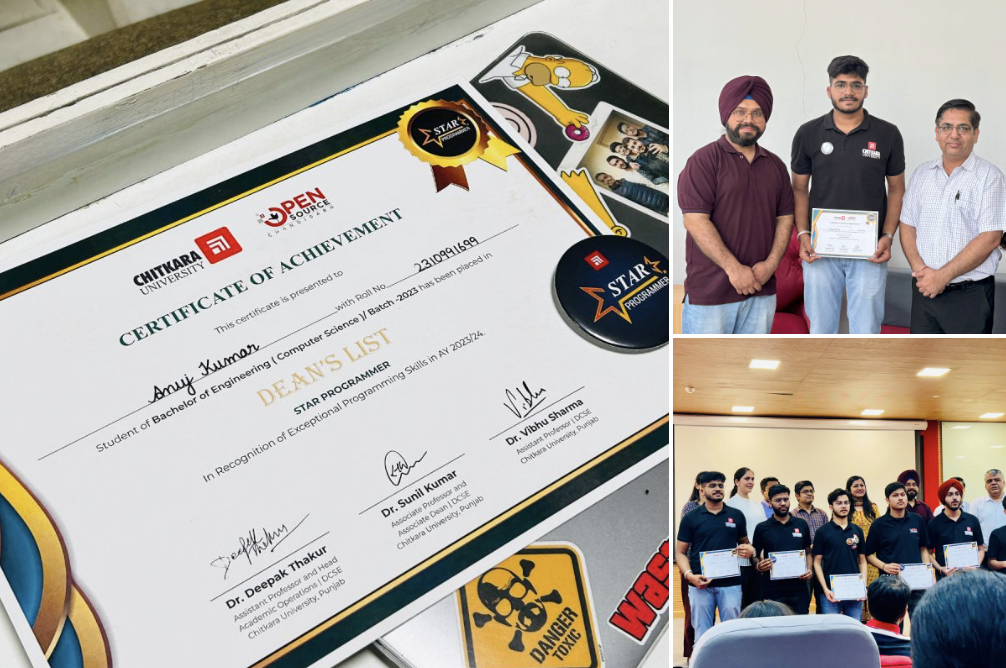 STAR
PROGRAMMER
CHITKARA
UNIVERSITY
OPEN
SOURCE
CHANDIGARH
CERTIFICATE OF ACHIEVEMENT
This certificate is presented to
Anuj Kumar with Roll No 2310991699
Student of Bachelor of Engineering ( Computer Science )/ Batch -2023 has been placed in
DEAN'S LIST
STAR PROGRAMMER
In Recognition of Exceptional Programming Skills in AY 2023/24.
Dr. Deepak Thakur
Assistant Professor and Head
Academic Operations | DCSE
Chitkara University, Punjab
Dr. Sunil Kumar
Associate Professor and
Associate Dean | DCSE
Chitkara University, Punjab
Dr. Vibhu Sharma
Assistant Professor | DCSE
Chitkara University, Punjab
STAR
PROGRAMMER
DANGER
TOXIC
CHITKARA